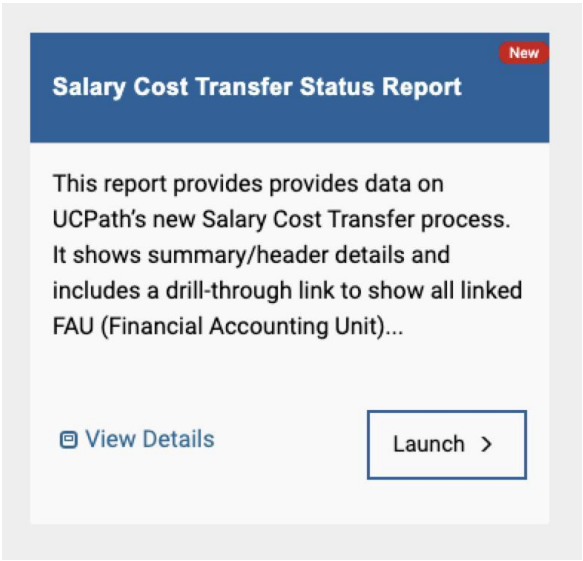 New
Salary Cost Transfer Status Report
This report provides provides data on
UCPath's new Salary Cost Transfer process.
It shows summary/header details and
includes a drill-through link to show all linked
FAU (Financial Accounting Unit)...
View Details
Launch >